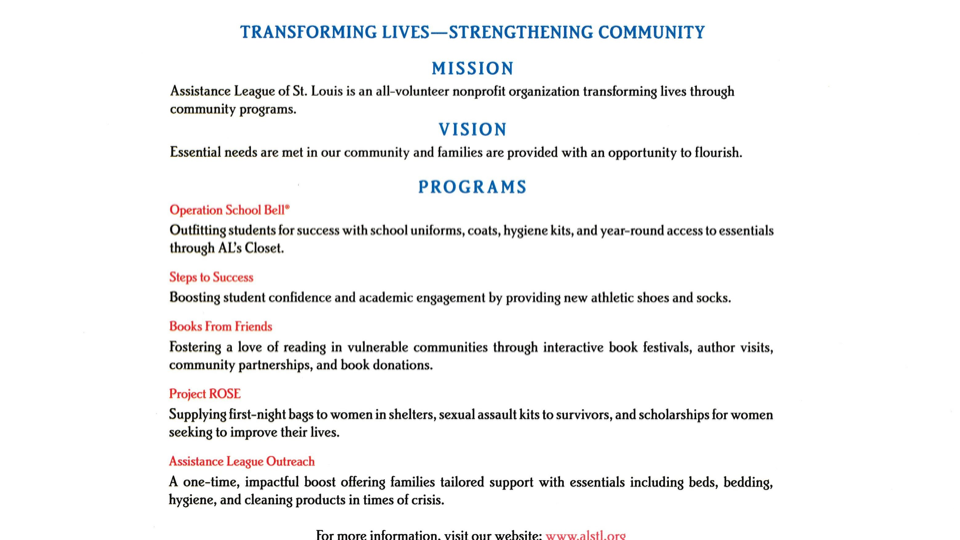 TRANSFORMING LIVES—STRENGTHENING COMMUNITY
MISSION
Assistance League of St. Louis is an all-volunteer nonprofit organization transforming lives through
community programs.
VISION
Essential needs are met in our community and families are provided with an opportunity to flourish.
PROGRAMS
Operation School Bell®
Outfitting students for success with school uniforms, coats, hygiene kits, and year-round access to essentials
through AL's Closet.
Steps to Success
Boosting student confidence and academic engagement by providing new athletic shoes and socks.
Books From Friends
Fostering a love of reading in vulnerable communities through interactive book festivals, author visits,
community partnerships, and book donations.
Project ROSE
Supplying first-night bags to women in shelters, sexual assault kits to survivors, and scholarships for women
seeking to improve their lives.
Assistance League Outreach
A one-time, impactful boost offering families tailored support with essentials including beds, bedding,
hygiene, and cleaning products in times of crisis.
For more information, visit our website: www.alstl.org